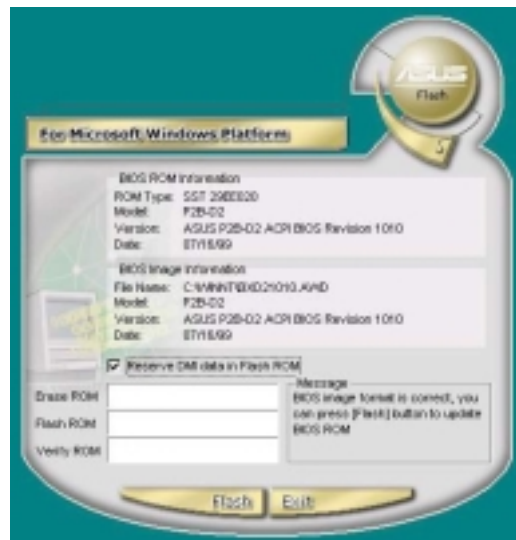 ASUS
Flash
For Microsoft Windows Platform
BIOS ROM Information
ROM Type: SST 29EE020
Model: P2B-D2
Version: ASUS P2B-D2 ACPI BIOS Revision 1010
Date: 07/16/99
BIOS Image Information
File Name: C:\WINNT\BXD21010.AWD
Model: P2B-D2
Version: ASUS P2B-D2 ACPI BIOS Revision 1010
Date: 07/16/99
Reserve DMI data in Flash ROM
Erase ROM
Flash ROM
Verify ROM
Message
BIOS image format is correct, you
can press [Flash] button to update
BIOS ROM
Flash
Exit